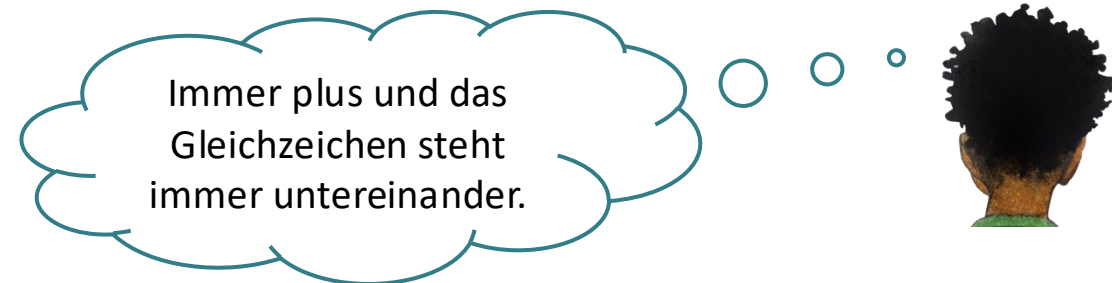 Immer plus und das
Gleichzeichen steht
immer untereinander.